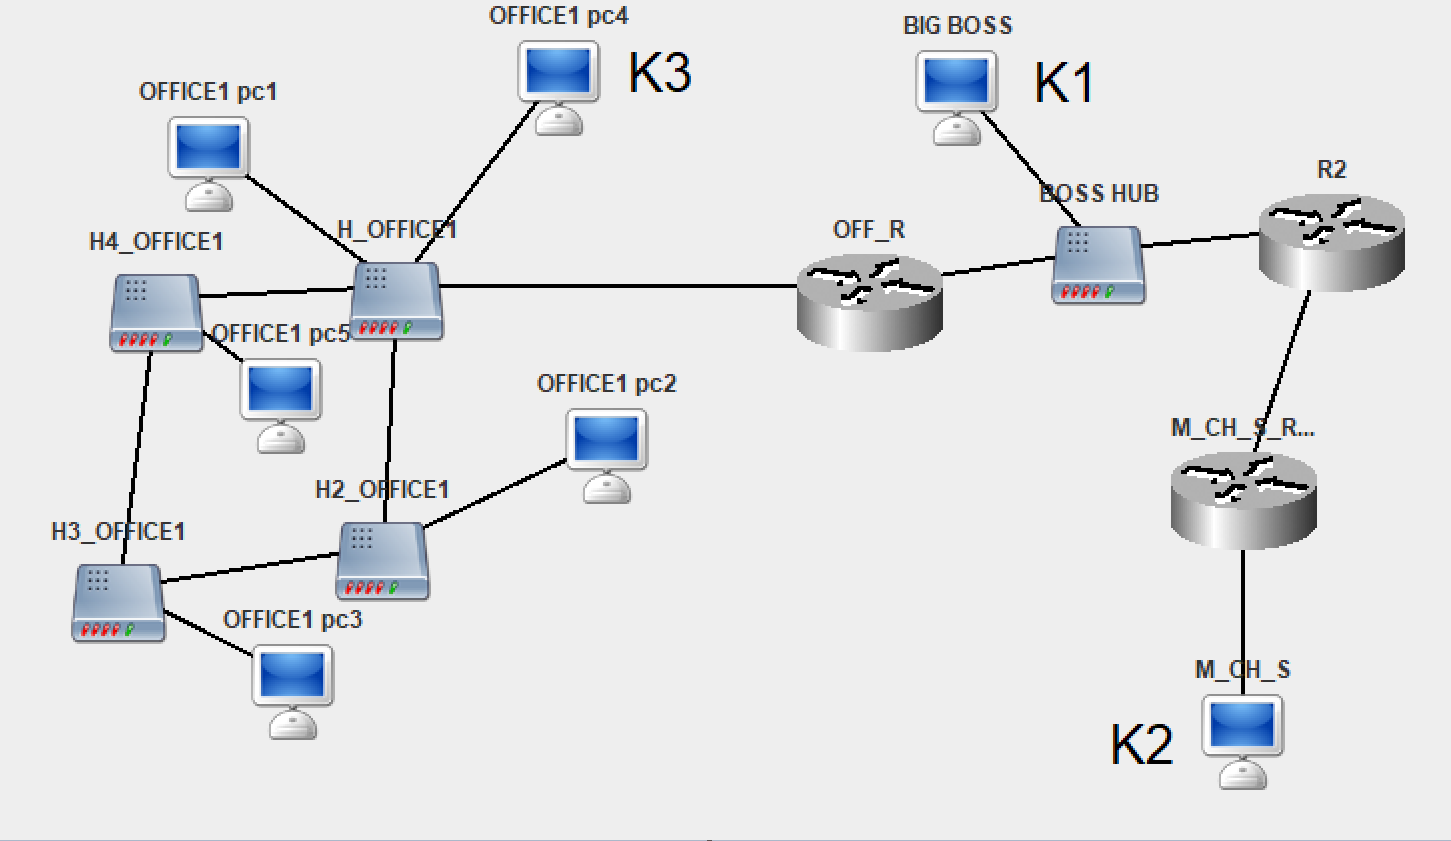 OFFICE1 pc4
K3
BIG BOSS
K1
OFFICE1 pc1
R2
BOSS HUB
H_OFFICE1
OFF_R
H4_OFFICE1
OFFICE1 pc5
OFFICE1 pc2
M_CH_S_R...
H2_OFFICE1
H3_OFFICE1
OFFICE1 pc3
M_CH_S
K2